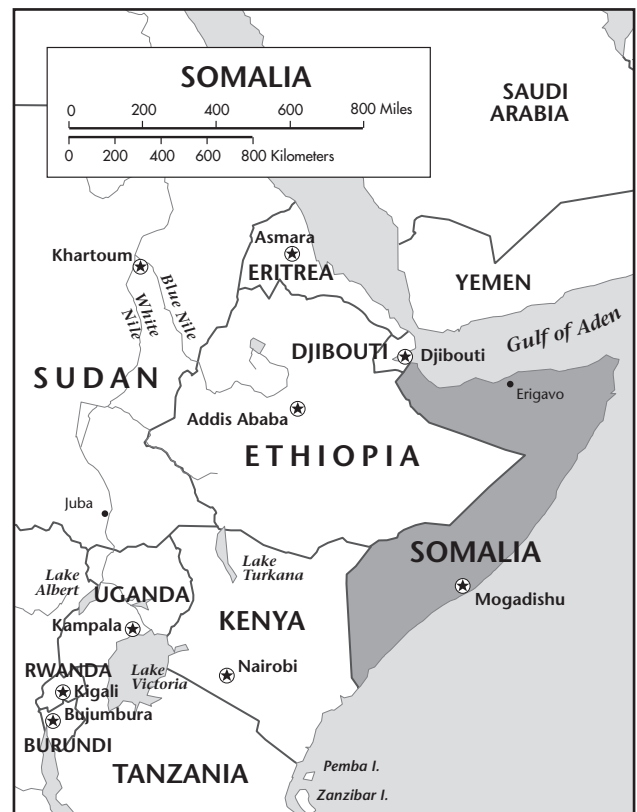 SOMALIA
0 200 400 600 800 Miles
0 200 400 600 800 Kilometers
SAUDI
ARABIA
Asmara
ERITREA
Khartoum
YEMEN
Blue Nile
White
Nile
Gulf of Aden
DJIBOUTI
Djibouti
SUDAN
Erigavo
Addis Ababa
ETHIOPIA
Juba
SOMALIA
Lake
Turkana
Lake
Albert
UGANDA
Mogadishu
KENYA
Kampala
RWANDA
Lake
Victoria
Nairobi
Kigali
Bujumbura
BURUNDI
TANZANIA
Pemba I.
Zanzibar I.